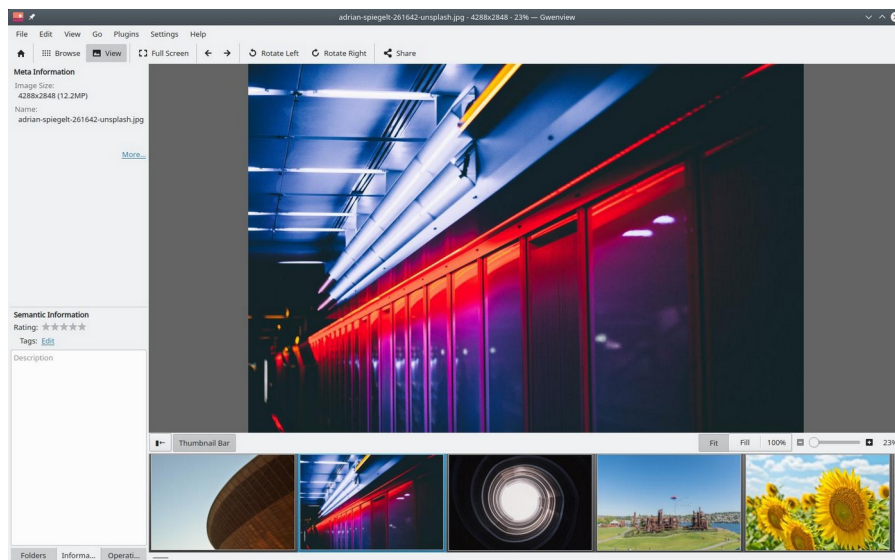 adrian-spiegelt-261642-unsplash.jpg - 4288x2848 - 23% — Gwenview
File Edit View Go Plugins Settings Help
Browse View Full Screen Rotate Left Rotate Right Share
Meta Information
Image Size:
4288x2848 (12.2MP)
Name:
adrian-spiegelt-261642-unsplash.jpg
More...
Semantic Information
Rating:
Tags: Edit
Description
Thumbnail Bar Fit Fill 100% 23%
Folders Informa... Operati...